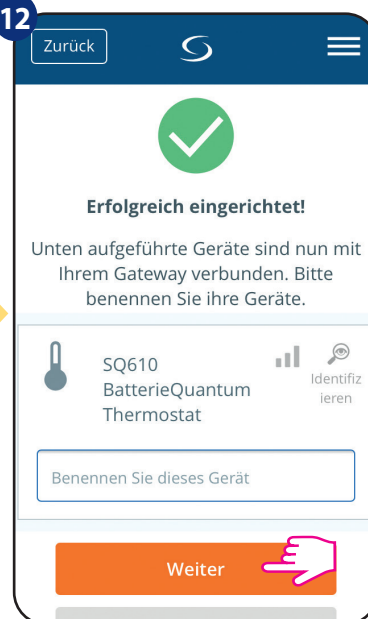 12
Zurück
Erfolgreich eingerichtet!
Unten aufgeführte Geräte sind nun mit
Ihrem Gateway verbunden. Bitte
benennen Sie ihre Geräte.
SQ610
BatterieQuantum
Thermostat
Identifiz
ieren
Benennen Sie dieses Gerät
Weiter